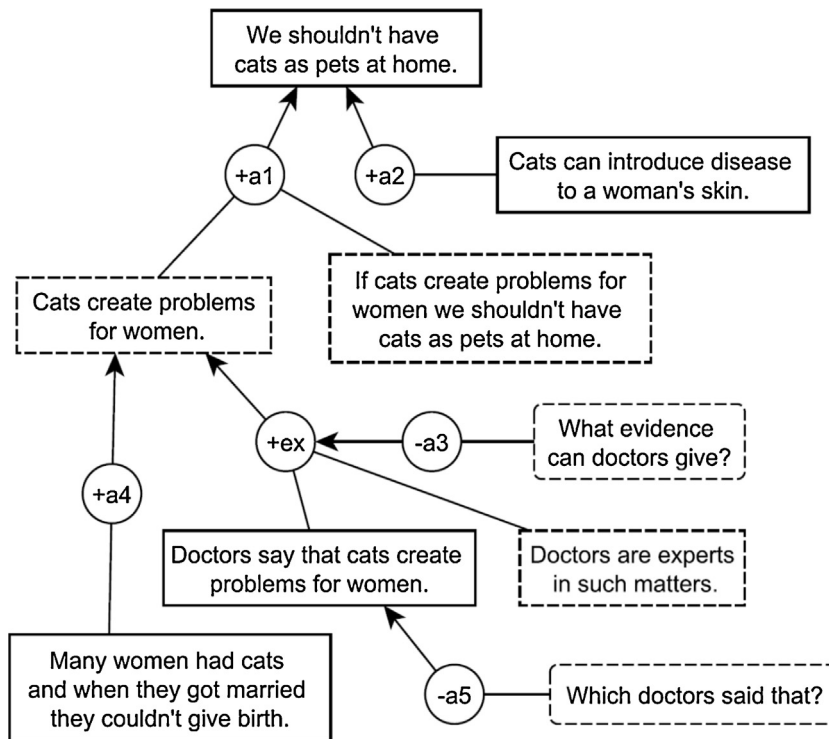 We shouldn't have
cats as pets at home.
+a1
+a2
Cats can introduce disease
to a woman's skin.
Cats create problems
for women.
If cats create problems for
women we shouldn't have
cats as pets at home.
+ex
-a3
What evidence
can doctors give?
+a4
Doctors say that cats create
problems for women.
Doctors are experts
in such matters.
Many women had cats
and when they got married
they couldn't give birth.
-a5
Which doctors said that?